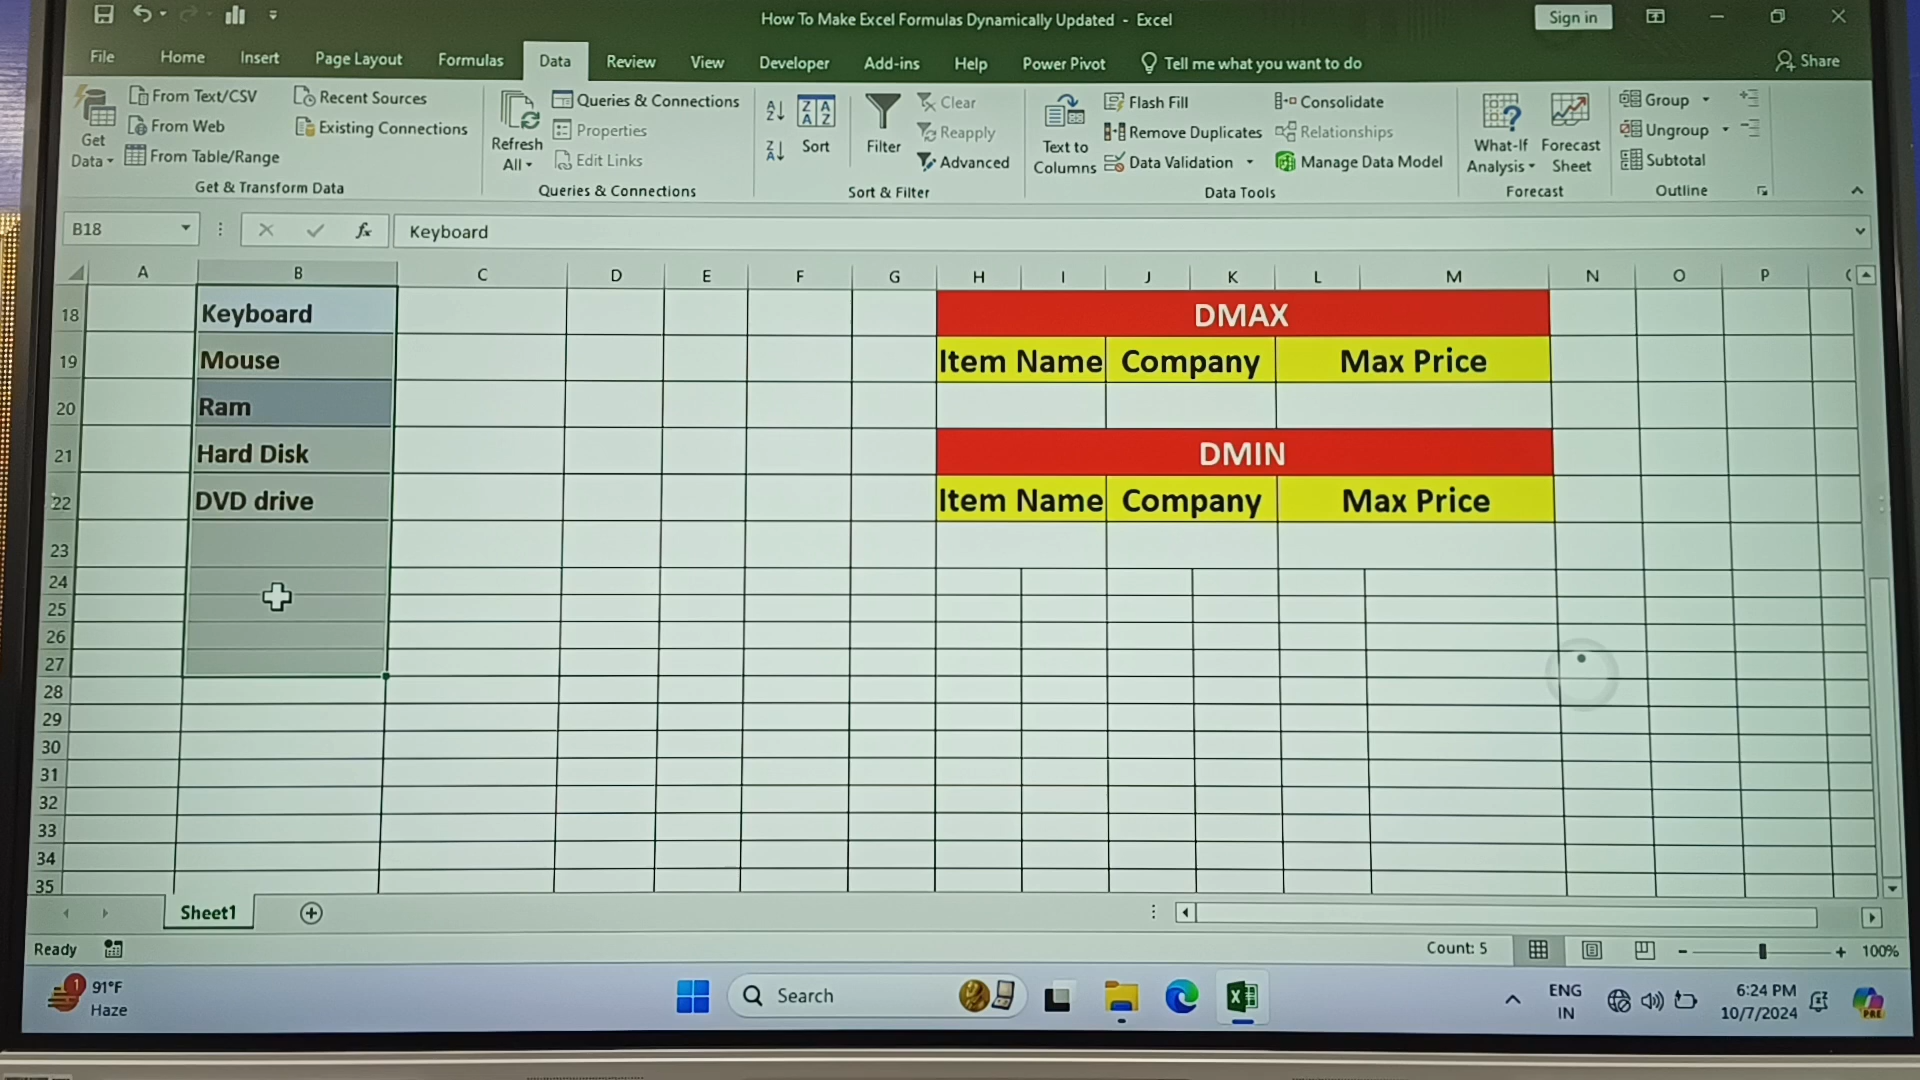 How To Make Excel Formulas Dynamically Updated - Excel
Sign in
File Home Insert Page Layout Formulas Data Review View Developer Add-ins Help Power Pivot Tell me what you want to do Share
Get Data
From Text/CSV
From Web
From Table/Range
Recent Sources
Existing Connections
Get & Transform Data
Refresh All
Queries & Connections
Properties
Edit Links
Queries & Connections
Sort
Filter
Clear
Reapply
Advanced
Sort & Filter
Text to Columns
Flash Fill
Remove Duplicates
Data Validation
Consolidate
Relationships
Manage Data Model
Data Tools
What-If Analysis
Forecast Sheet
Forecast
Group
Ungroup
Subtotal
Outline
B18 fx Keyboard
A B C D E F G H I J K L M N O P
18 Keyboard DMAX
19 Mouse Item Name Company Max Price
20 Ram
21 Hard Disk DMIN
22 DVD drive Item Name Company Max Price
23
24
25
26
27
28
29
30
31
32
33
34
35
Sheet1
Ready Count: 5 100%
1 91°F
Haze
Search
ENG
IN
6:24 PM
10/7/2024
PRE